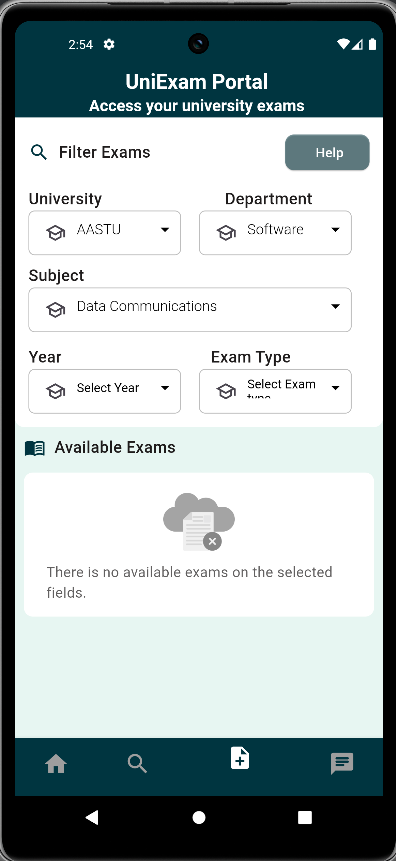 2:54
UniExam Portal
Access your university exams
Filter Exams
Help
University
Department
AASTU
Software
Subject
Data Communications
Year
Exam Type
Select Year
Select Exam
type
Available Exams
There is no available exams on the selected
fields.